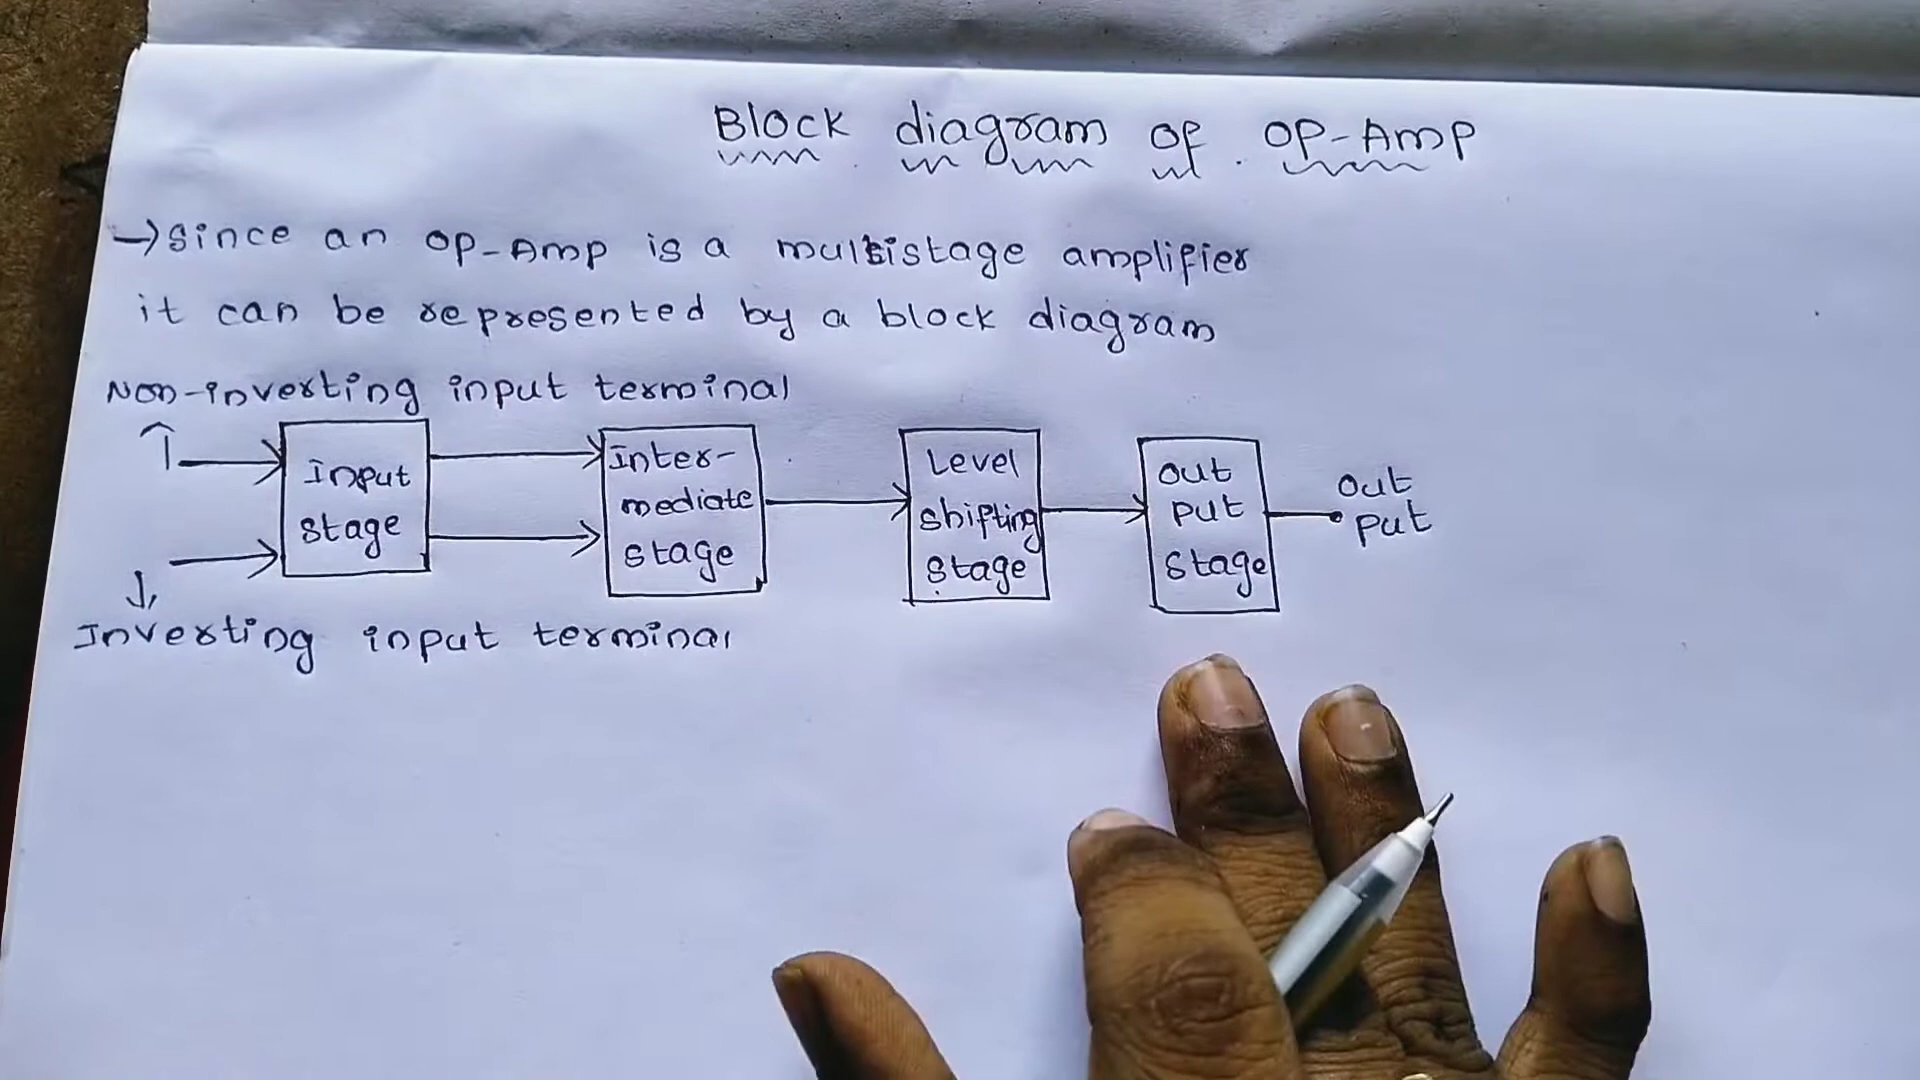 Block diagram of OP-Amp
→ since an OP-Amp is a multistage amplifier
it can be represented by a block diagram
Non-inverting input terminal
Input
stage
Inter-
mediate
stage
Level
shifting
stage
out
put
stage
out
put
Inverting input terminal